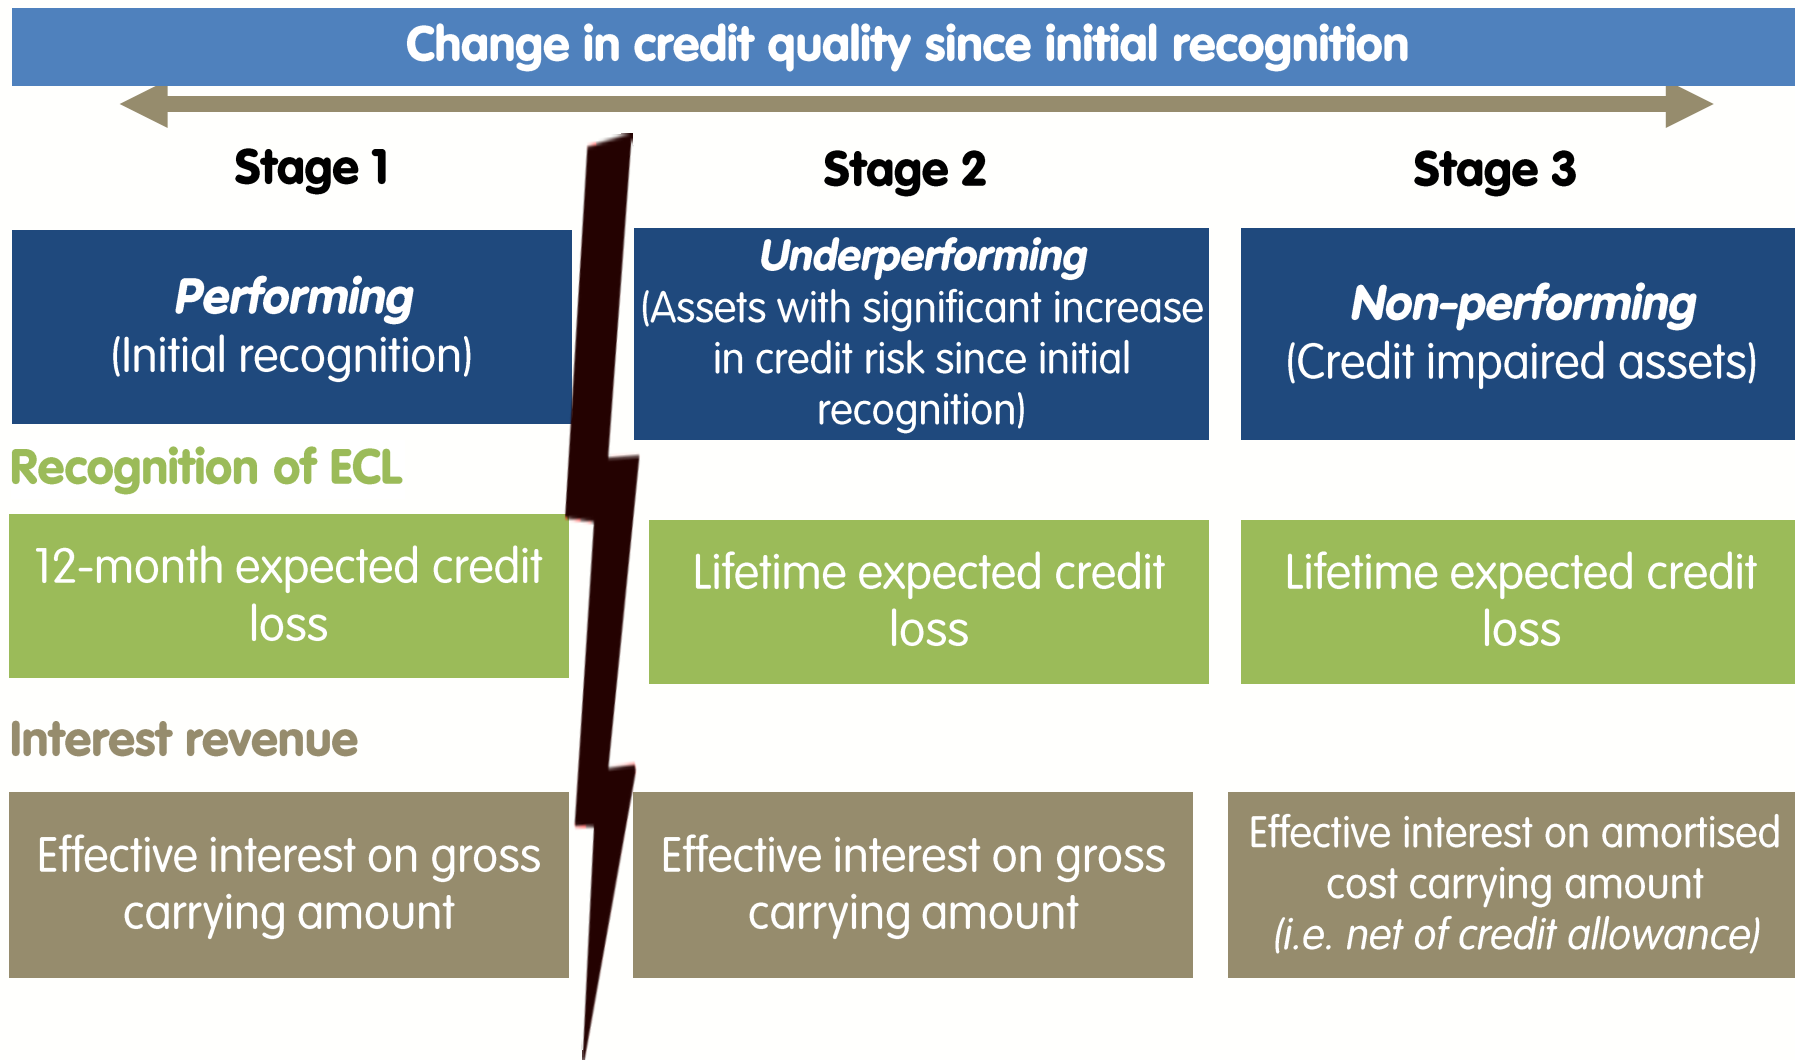 Change in credit quality since initial recognition
Stage 1
Stage 2
Stage 3
Performing
(Initial recognition)
Underperforming
(Assets with significant increase
in credit risk since initial
recognition)
Non-performing
(Credit impaired assets)
Recognition of ECL
12-month expected credit
loss
Lifetime expected credit
loss
Lifetime expected credit
loss
Interest revenue
Effective interest on gross
carrying amount
Effective interest on gross
carrying amount
Effective interest on amortised
cost carrying amount
(i.e. net of credit allowance)